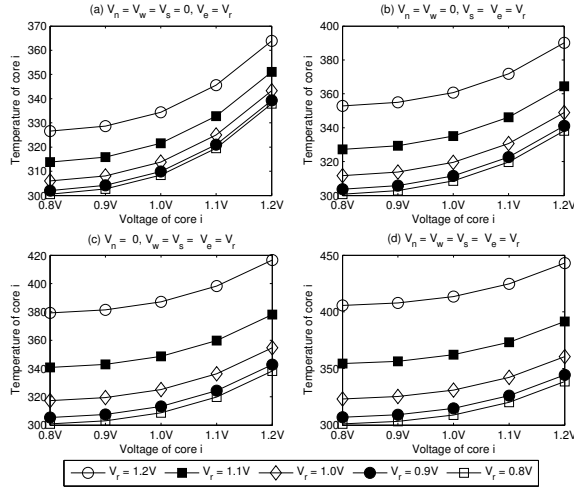 (a) V_n = V_w = V_s = 0, V_e = V_r
(b) V_n = V_w = 0, V_s = V_e = V_r
Temperature of core i
370
360
350
340
330
320
310
300
0.8V 0.9V 1.0V 1.1V 1.2V
Voltage of core i
Temperature of core i
400
380
360
340
320
300
0.8V 0.9V 1.0V 1.1V 1.2V
Voltage of core i
(c) V_n = 0, V_w = V_s = V_e = V_r
(d) V_n = V_w = V_s = V_e = V_r
Temperature of core i
420
400
380
360
340
320
300
0.8V 0.9V 1.0V 1.1V 1.2V
Voltage of core i
Temperature of core i
450
400
350
300
0.8V 0.9V 1.0V 1.1V 1.2V
Voltage of core i
V_r = 1.2V V_r = 1.1V V_r = 1.0V V_r = 0.9V V_r = 0.8V